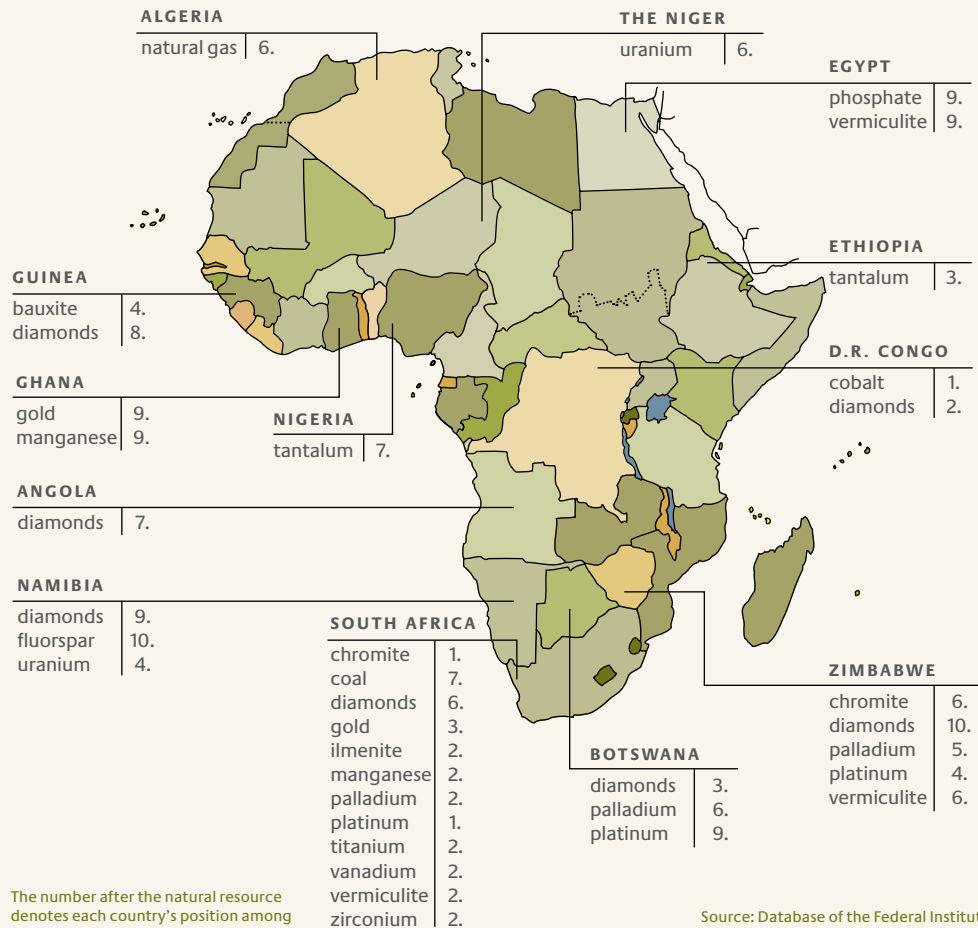 ALGERIA
natural gas 6.
THE NIGER
uranium 6.
EGYPT
phosphate 9.
vermiculite 9.
ETHIOPIA
tantalum 3.
GUINEA
bauxite 4.
diamonds 8.
D.R. CONGO
cobalt 1.
diamonds 2.
GHANA
gold 9.
manganese 9.
NIGERIA
tantalum 7.
ANGOLA
diamonds 7.
NAMIBIA
diamonds 9.
fluorspar 10.
uranium 4.
SOUTH AFRICA
chromite 1.
coal 7.
diamonds 6.
gold 3.
ilmenite 2.
manganese 2.
palladium 2.
platinum 1.
titanium 2.
vanadium 2.
vermiculite 2.
zirconium 2.
BOTSWANA
diamonds 3.
palladium 6.
platinum 9.
ZIMBABWE
chromite 6.
diamonds 10.
palladium 5.
platinum 4.
vermiculite 6.
The number after the natural resource
denotes each country's position among
Source: Database of the Federal Institut